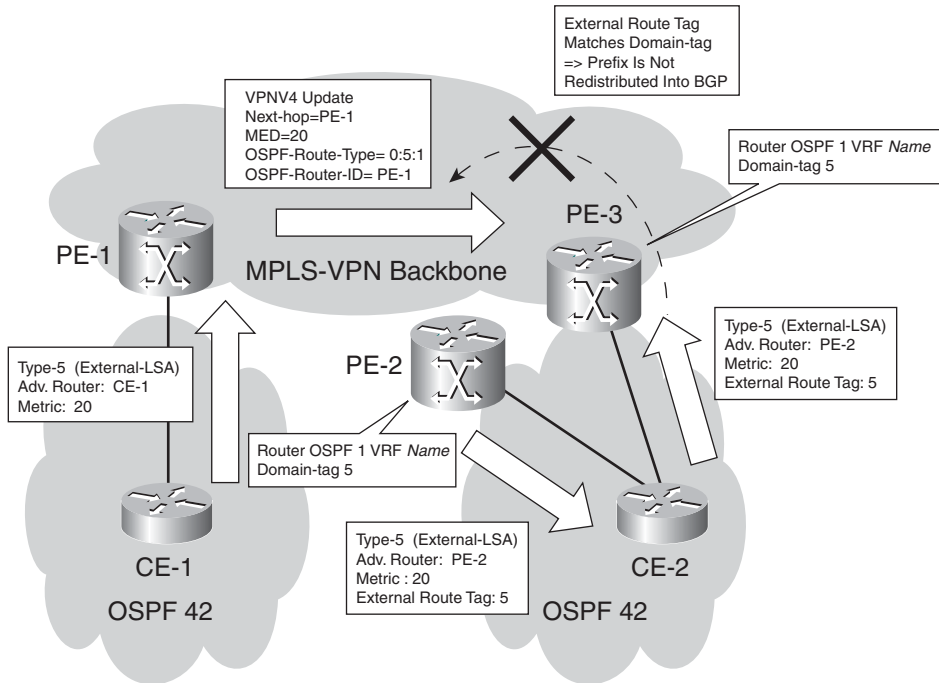 External Route Tag
Matches Domain-tag
=> Prefix Is Not
Redistributed Into BGP
VPNV4 Update
Next-hop=PE-1
MED=20
OSPF-Route-Type= 0:5:1
OSPF-Router-ID= PE-1
Router OSPF 1 VRF Name
Domain-tag 5
PE-3
PE-1
MPLS-VPN Backbone
Type-5 (External-LSA)
Adv. Router: CE-1
Metric: 20
PE-2
Type-5 (External-LSA)
Adv. Router: PE-2
Metric: 20
External Route Tag: 5
Router OSPF 1 VRF Name
Domain-tag 5
CE-1
OSPF 42
Type-5 (External-LSA)
Adv. Router: PE-2
Metric : 20
External Route Tag: 5
CE-2
OSPF 42